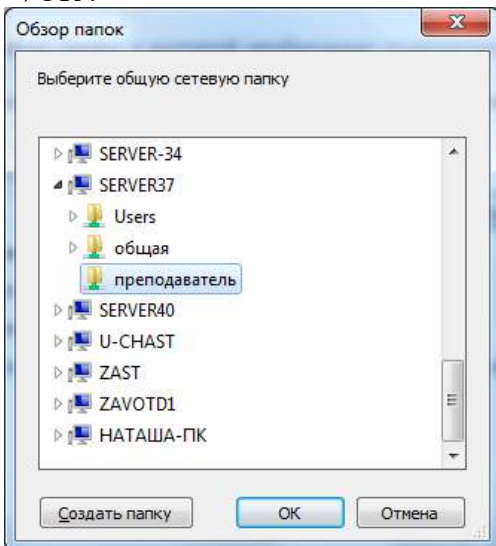 Обзор папок
Выберите общую сетевую папку
SERVER-34
SERVER37
Users
общая
преподаватель
SERVER40
U-CHAST
ZAST
ZAVOTD1
НАТАША-ПК
Создать папку ОК Отмена